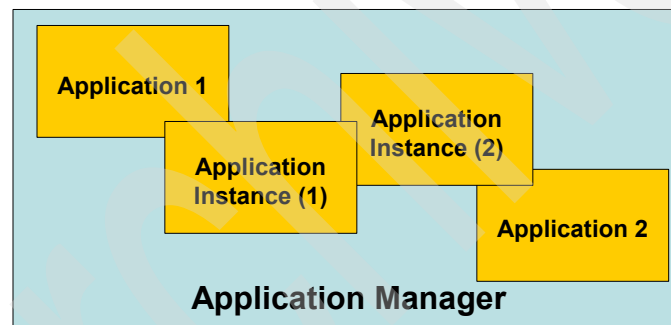 Application 1
Application
Instance (1)
Application
Instance (2)
Application 2
Application Manager